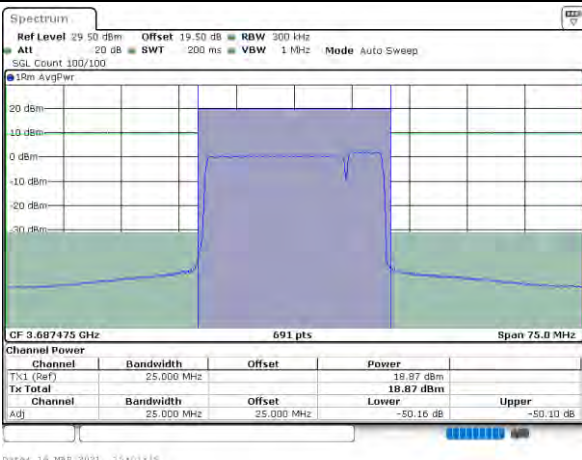 Spectrum
Ref Level 29.50 dBm Offset 19.50 dB RBW 300 kHz
Att 20 dB SWT 200 ms VBW 1 MHz Mode Auto Sweep
SGL Count 100/100
1Rm AvgPwr
20 dBm
10 dBm
0 dBm
-10 dBm
-20 dBm
-30 dBm
CF 3.687475 GHz 691 pts Span 75.0 MHz
Channel Power
Channel Bandwidth Offset Power
TX1 (Ref) 25.000 MHz 18.87 dBm
Tx Total 18.87 dBm
Channel Bandwidth Offset Lower Upper
Adj 25.000 MHz 25.000 MHz -50.16 dB -50.10 dB